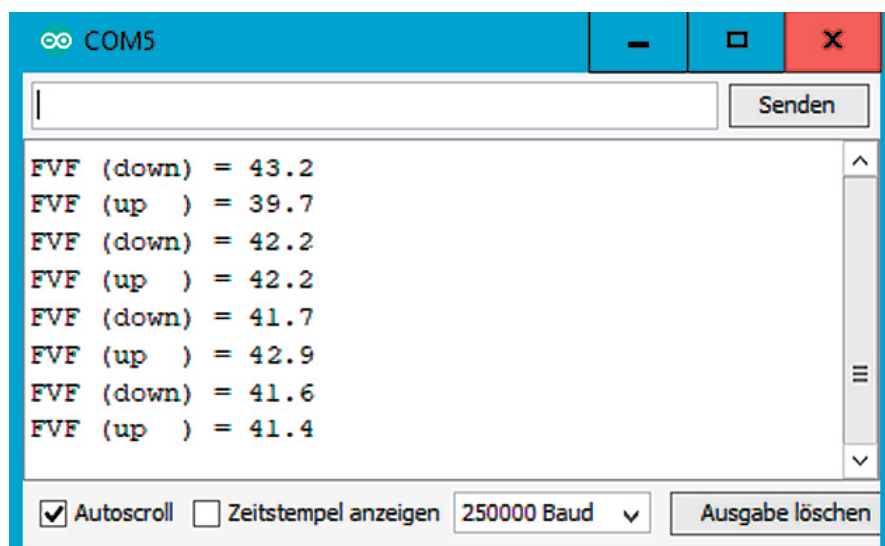 COM5
Senden
FVF (down) = 43.2
FVF (up  ) = 39.7
FVF (down) = 42.2
FVF (up  ) = 42.2
FVF (down) = 41.7
FVF (up  ) = 42.9
FVF (down) = 41.6
FVF (up  ) = 41.4
Autoscroll Zeitstempel anzeigen 250000 Baud Ausgabe löschen